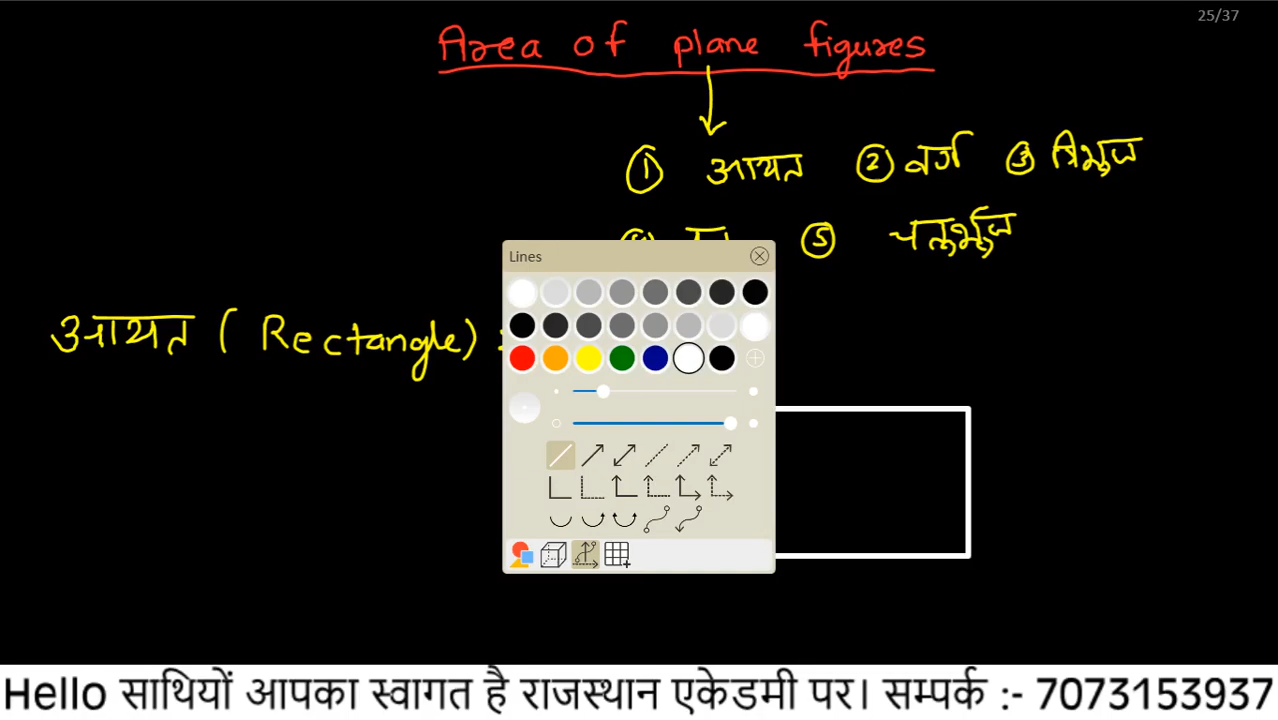 25/37
Area of plane figures
① आयत ② वर्ग ③ त्रिभुज
⑤ चतुर्भुज
Lines
आयत ( Rectangle) :
Hello साथियों आपका स्वागत है राजस्थान एकेडमी पर। सम्पर्क :- 7073153937